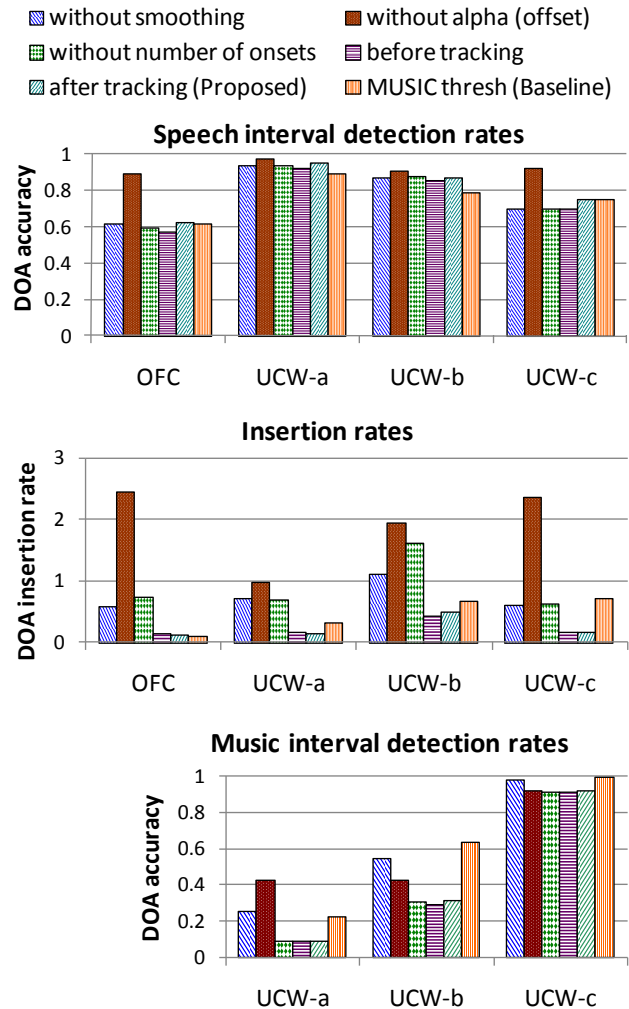 without smoothing without alpha (offset)
without number of onsets before tracking
after tracking (Proposed) MUSIC thresh (Baseline)
Speech interval detection rates
DOA accuracy
1
0.8
0.6
0.4
0.2
0
OFC UCW-a UCW-b UCW-c
Insertion rates
DOA insertion rate
3
2
1
0
OFC UCW-a UCW-b UCW-c
Music interval detection rates
DOA accuracy
1
0.8
0.6
0.4
0.2
0
UCW-a UCW-b UCW-c